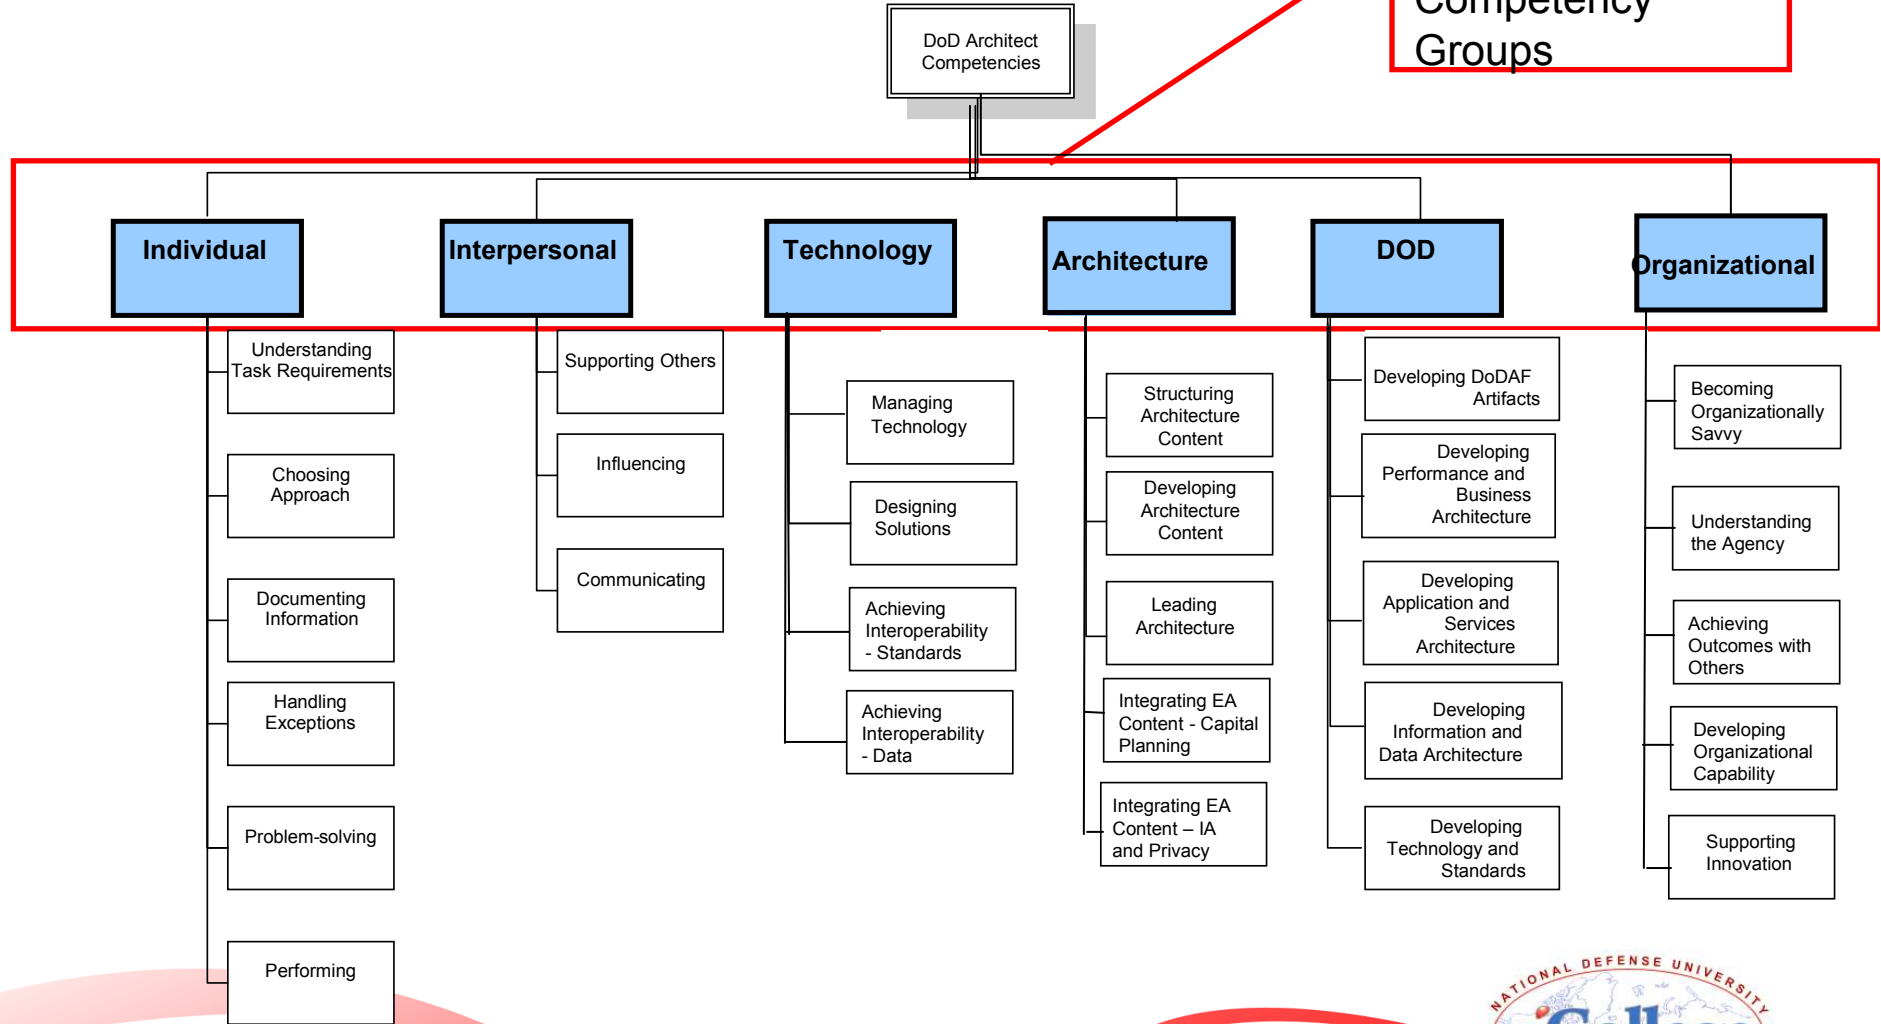 Competency
Groups
DoD Architect
Competencies
Individual
Interpersonal
Technology
Architecture
DOD
Organizational
Understanding
Task Requirements
Choosing
Approach
Documenting
Information
Handling
Exceptions
Problem-solving
Performing
Supporting Others
Influencing
Communicating
Managing
Technology
Designing
Solutions
Achieving
Interoperability
- Standards
Achieving
Interoperability
- Data
Structuring
Architecture
Content
Developing
Architecture
Content
Leading
Architecture
Integrating EA
Content - Capital
Planning
Integrating EA
Content – IA
and Privacy
Developing DoDAF
Artifacts
Developing
Performance and
Business
Architecture
Developing
Application and
Services
Architecture
Developing
Information and
Data Architecture
Developing
Technology and
Standards
Becoming
Organizationally
Savvy
Understanding
the Agency
Achieving
Outcomes with
Others
Developing
Organizational
Capability
Supporting
Innovation
NATIONAL DEFENSE UNIVERSITY